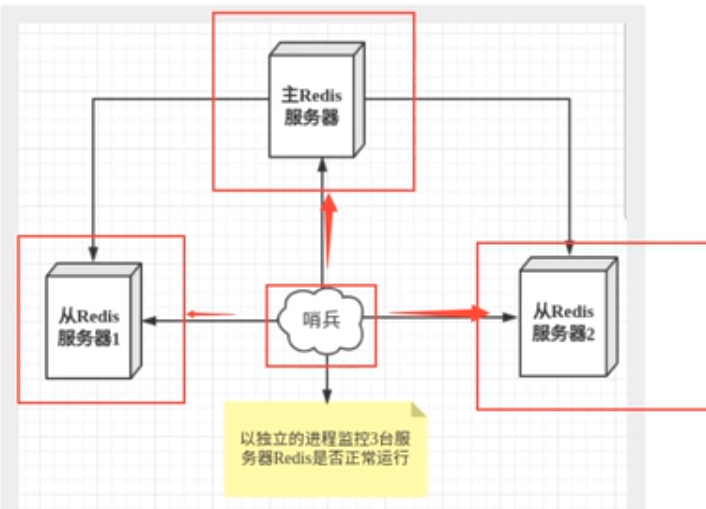 主Redis
服务器
从Redis
服务器1
哨兵
从Redis
服务器2
以独立的进程监控3台服
务器Redis是否正常运行